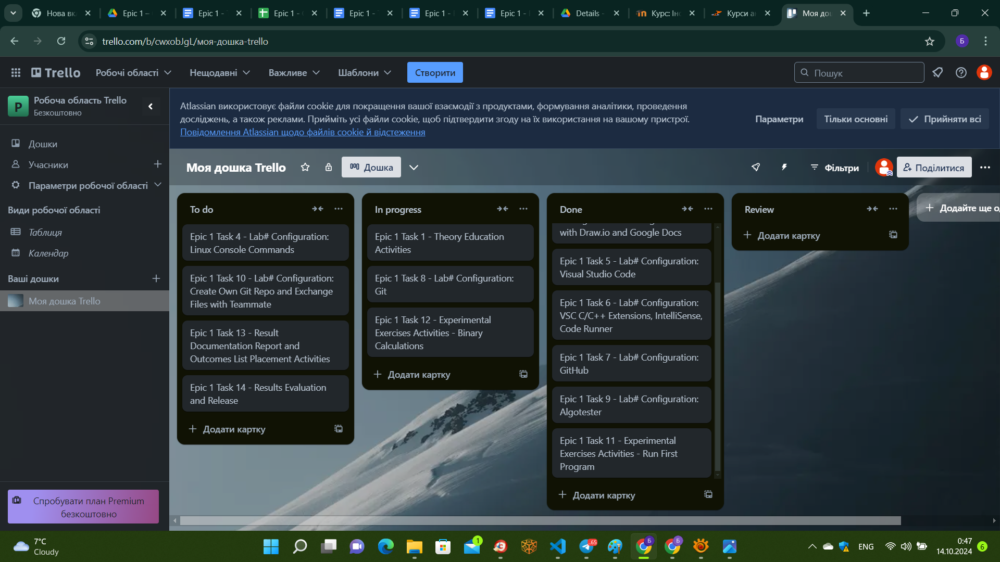 Нова вк
Epic 1 –
Epic 1 -
Epic 1 -
Epic 1 -
Epic 1 -
Epic 1 -
Details -
Курс: Інс
Курси аг
Моя дош
trello.com/b/cwxobJgL/моя-дошка-trello
Б
Trello
Робочі області
Нещодавні
Важливе
Шаблони
Створити
Пошук
Р
Робоча область Trello
Безкоштовно
Дошки
Учасники
Параметри робочої області
Види робочої області
Таблиця
Календар
Ваші дошки
Моя дошка Trello
Спробувати план Premium
безкоштовно
Atlassian використовує файли cookie для покращення вашої взаємодії з продуктами, формування аналітики, проведення
досліджень, а також реклами. Прийміть усі файли cookie, щоб підтвердити згоду на їх використання на вашому пристрої.
Повідомлення Atlassian щодо файлів cookie й відстеження
Параметри
Тільки основні
Прийняти всі
Моя дошка Trello
Дошка
Фільтри
Поділитися
To do
Epic 1 Task 4 - Lab# Configuration:
Linux Console Commands
Epic 1 Task 10 - Lab# Configuration:
Create Own Git Repo and Exchange
Files with Teammate
Epic 1 Task 13 - Result
Documentation Report and
Outcomes List Placement Activities
Epic 1 Task 14 - Results Evaluation
and Release
Додати картку
In progress
Epic 1 Task 1 - Theory Education
Activities
Epic 1 Task 8 - Lab# Configuration:
Git
Epic 1 Task 12 - Experimental
Exercises Activities - Binary
Calculations
Додати картку
Done
with Draw.io and Google Docs
Epic 1 Task 5 - Lab# Configuration:
Visual Studio Code
Epic 1 Task 6 - Lab# Configuration:
VSC C/C++ Extensions, IntelliSense,
Code Runner
Epic 1 Task 7 - Lab# Configuration:
GitHub
Epic 1 Task 9 - Lab# Configuration:
Algotester
Epic 1 Task 11 - Experimental
Exercises Activities - Run First
Program
Додати картку
Review
Додати картку
Додайте ще о
7°C
Cloudy
1
65
Б
Б
ENG
0:47
14.10.2024
6